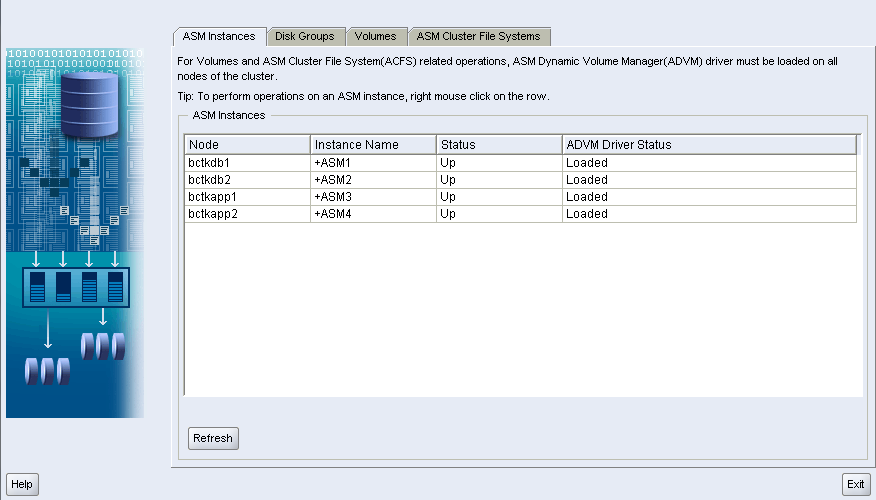 ASM Instances Disk Groups Volumes ASM Cluster File Systems
For Volumes and ASM Cluster File System(ACFS) related operations, ASM Dynamic Volume Manager(ADVM) driver must be loaded on all
nodes of the cluster.
Tip: To perform operations on an ASM instance, right mouse click on the row.
ASM Instances
Node Instance Name Status ADVM Driver Status
bctkdb1 +ASM1 Up Loaded
bctkdb2 +ASM2 Up Loaded
bctkapp1 +ASM3 Up Loaded
bctkapp2 +ASM4 Up Loaded
Refresh
Help Exit